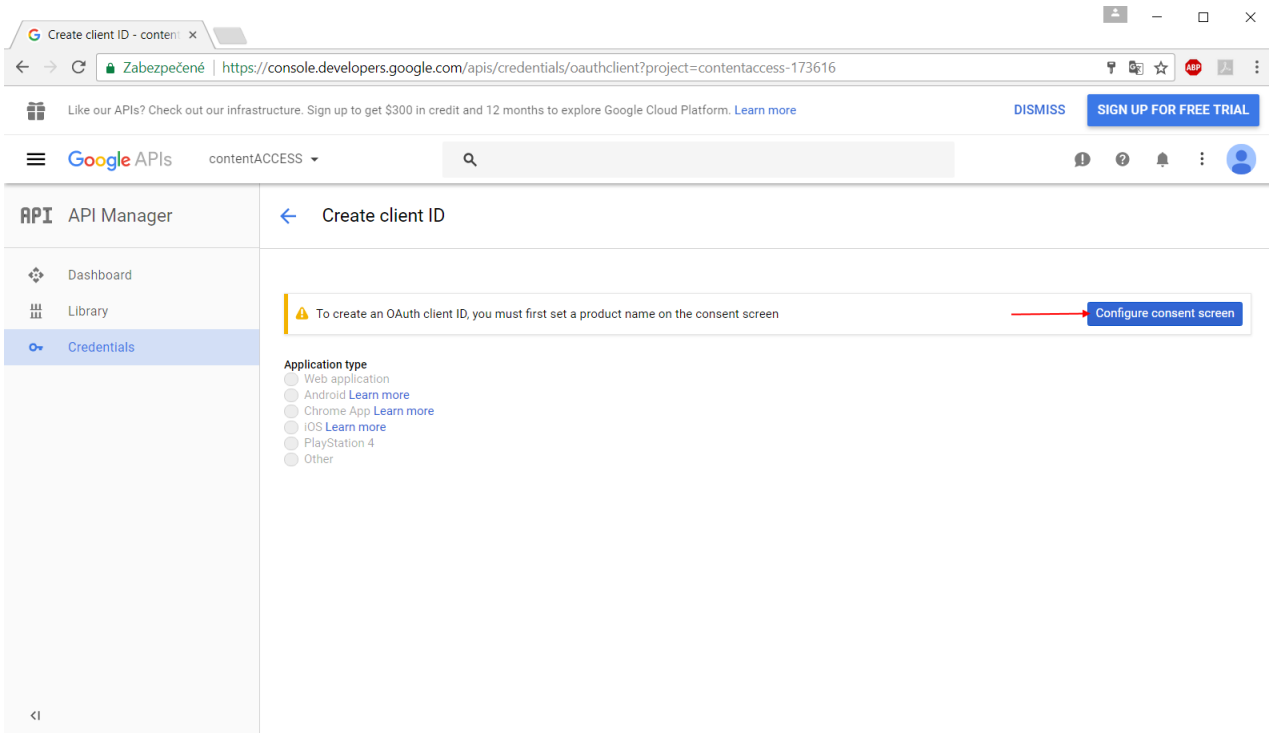 Create client ID - content
Zabezpečené | https://console.developers.google.com/apis/credentials/oauthclient?project=contentaccess-173616
ABP
Like our APIs? Check out our infrastructure. Sign up to get $300 in credit and 12 months to explore Google Cloud Platform. Learn more
DISMISS
SIGN UP FOR FREE TRIAL
Google APIs
contentACCESS
API API Manager
Create client ID
Dashboard
Library
Credentials
To create an OAuth client ID, you must first set a product name on the consent screen
Configure consent screen
Application type
Web application
Android Learn more
Chrome App Learn more
iOS Learn more
PlayStation 4
Other